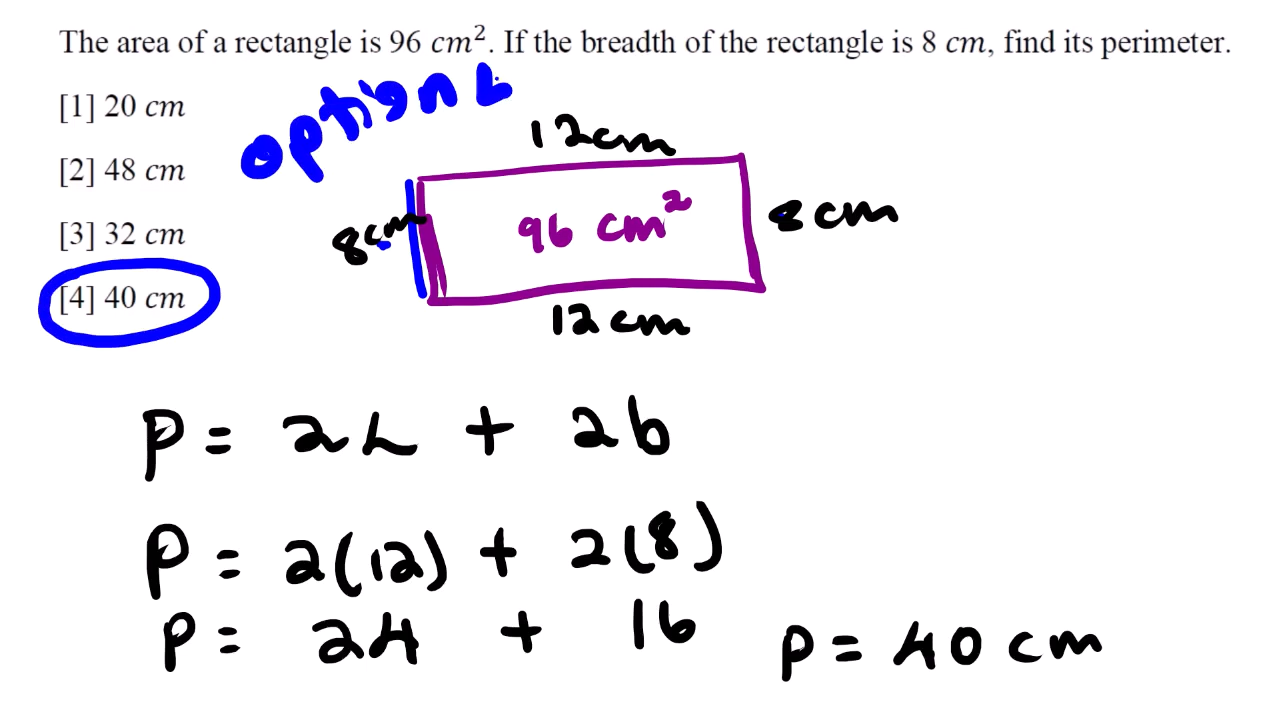 The area of a rectangle is 96 cm². If the breadth of the rectangle is 8 cm, find its perimeter.
[1] 20 cm
[2] 48 cm
[3] 32 cm
[4] 40 cm
option
12cm
8cm
96 cm²
8cm
12cm
P = 2L + 2b
P = 2(12) + 2(8)
P = 24 + 16
P = 40 cm